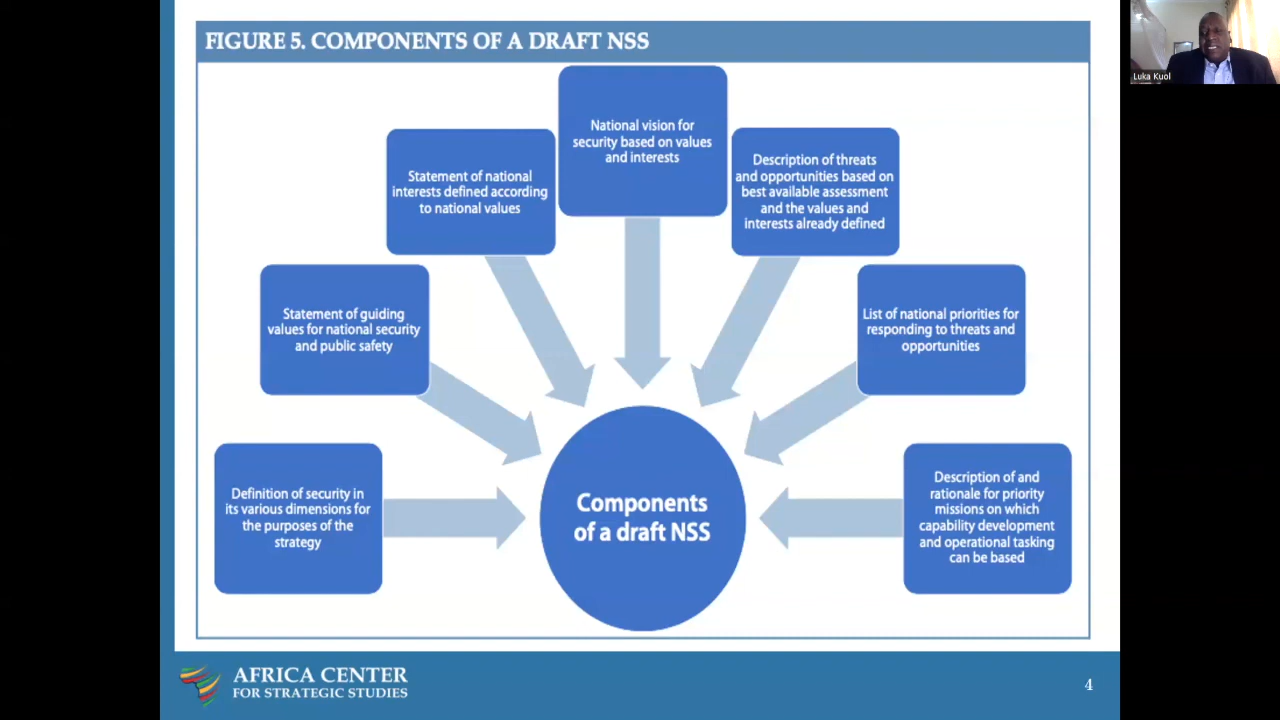 FIGURE 5. COMPONENTS OF A DRAFT NSS
Luka Kuol
National vision for
security based on values
and interests
Statement of national
interests defined according
to national values
Description of threats
and opportunities based on
best available assessment
and the values and
interests already defined
Statement of guiding
values for national security
and public safety
List of national priorities for
responding to threats and
opportunities
Definition of security in
its various dimensions for
the purposes of the
strategy
Components
of a draft NSS
Description of and
rationale for priority
missions on which
capability development
and operational tasking
can be based
AFRICA CENTER
FOR STRATEGIC STUDIES
4